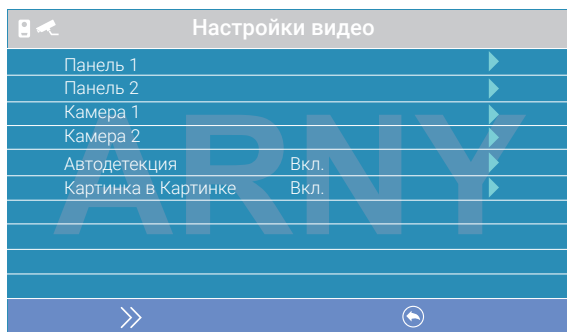 Настройки видео
Панель 1
Панель 2
Камера 1
Камера 2
Автодетекция Вкл.
Картинка в Картинке Вкл.
ARNY